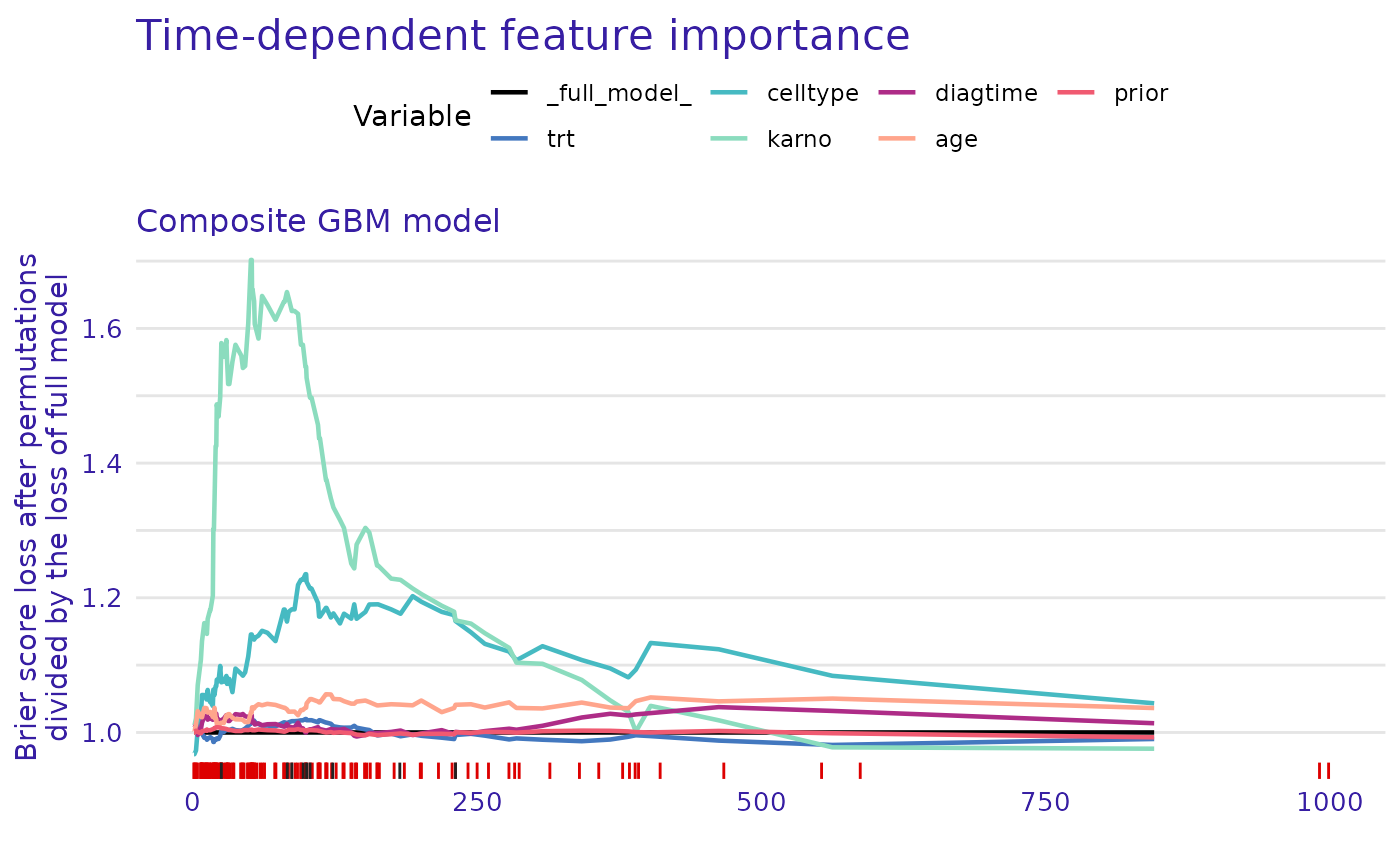 Time-dependent feature importance
Variable
_full_model_ celltype diagtime prior
trt karno age
Composite GBM model
Brier score loss after permutations
divided by the loss of full model
1.6
1.4
1.2
1.0
0 250 500 750 1000